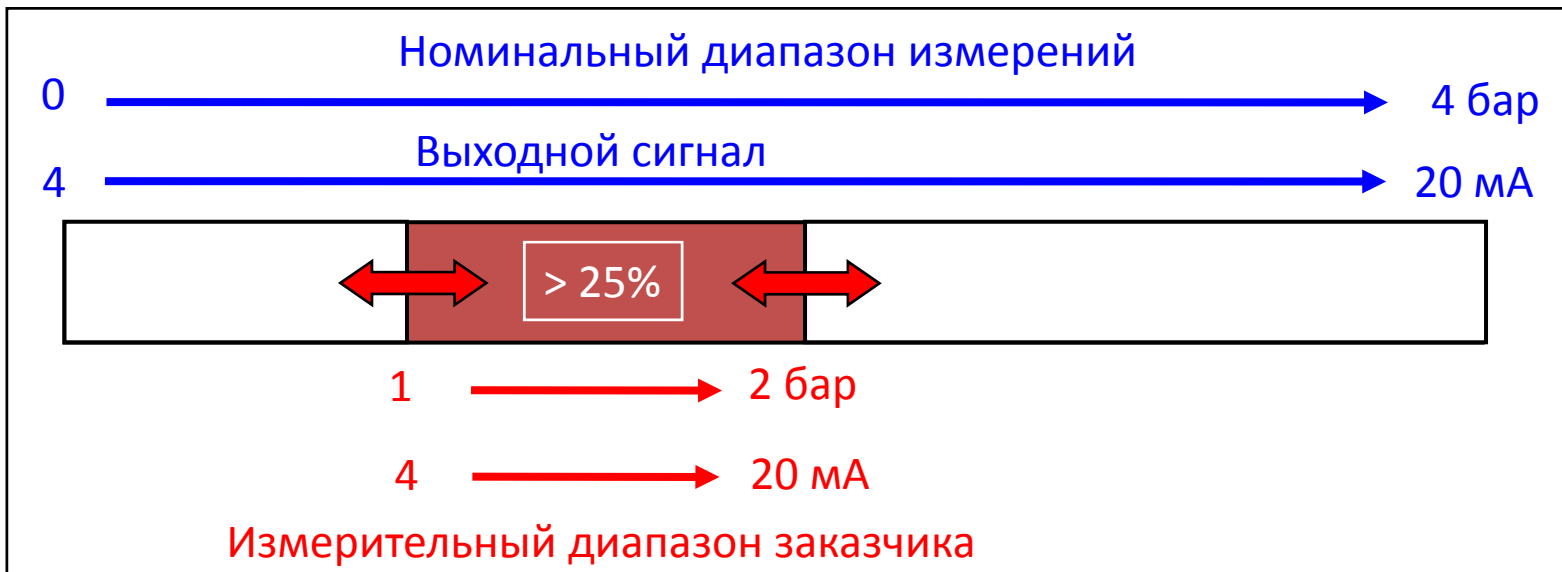 Номинальный диапазон измерений
0 4 бар
Выходной сигнал
4 20 мА
> 25%
1 2 бар
4 20 мА
Измерительный диапазон заказчика